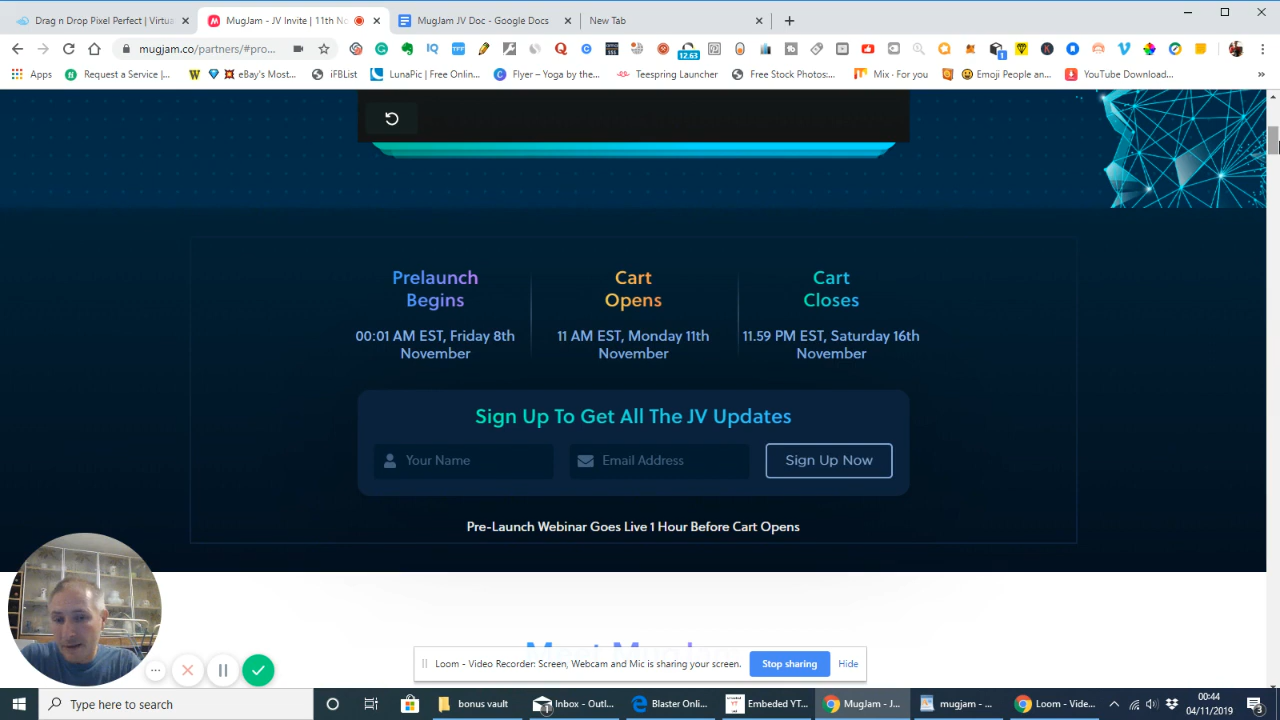 Drag n Drop Pixel Perfect | Virtua
MugJam - JV Invite | 11th No
MugJam JV Doc - Google Docs
New Tab
mugjam.co/partners/#pro...
12.63
1
Apps
Request a Service |...
eBay's Most...
iFBList
LunaPic | Free Onlin...
Flyer – Yoga by the...
Teespring Launcher
Free Stock Photos:...
Mix · For you
Emoji People an...
YouTube Download...
Prelaunch
Begins
Cart
Opens
Cart
Closes
00:01 AM EST, Friday 8th
November
11 AM EST, Monday 11th
November
11.59 PM EST, Saturday 16th
November
Sign Up To Get All The JV Updates
Your Name
Email Address
Sign Up Now
Pre-Launch Webinar Goes Live 1 Hour Before Cart Opens
Loom - Video Recorder: Screen, Webcam and Mic is sharing your screen.
Stop sharing
Hide
Type here to search
bonus vault
Inbox - Outl...
Blaster Onli...
Embeded YT...
MugJam - J...
mugjam - ...
Loom - Vide...
00:44
04/11/2019
3